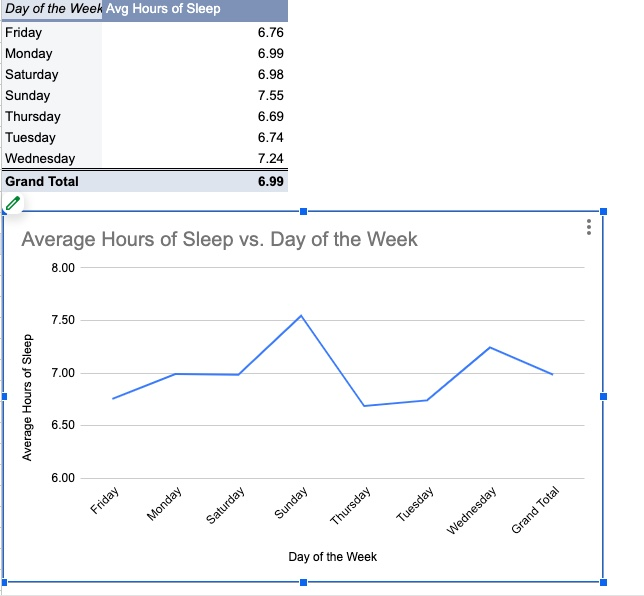 Day of the Week Avg Hours of Sleep
Friday 6.76
Monday 6.99
Saturday 6.98
Sunday 7.55
Thursday 6.69
Tuesday 6.74
Wednesday 7.24
Grand Total 6.99
Average Hours of Sleep vs. Day of the Week
8.00
7.50
7.00
6.50
6.00
Average Hours of Sleep
Friday Monday Saturday Sunday Thursday Tuesday Wednesday Grand Total
Day of the Week